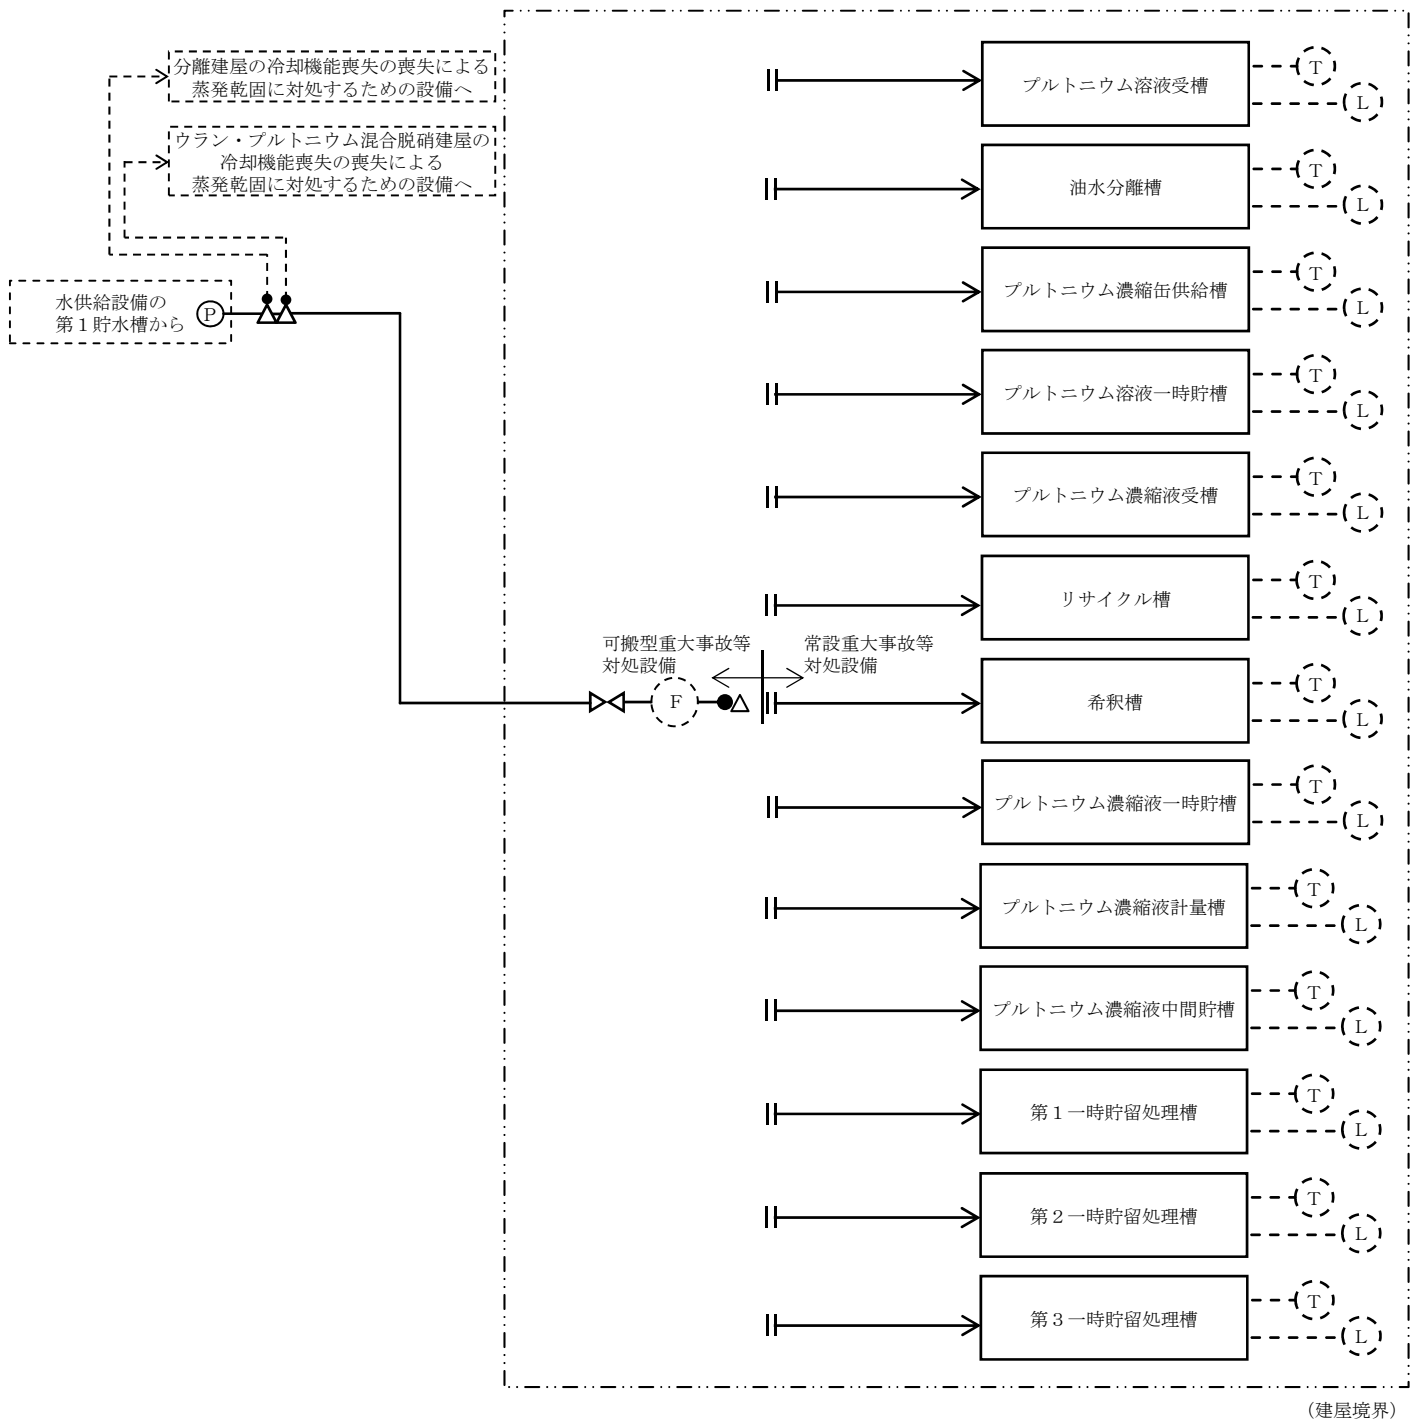 分離建屋の冷却機能喪失の喪失による
蒸発乾固に対処するための設備へ
ウラン・プルトニウム混合脱硝建屋の
冷却機能喪失の喪失による
蒸発乾固に対処するための設備へ
水供給設備の
第１貯水槽から
P
可搬型重大事故等
対処設備
常設重大事故等
対処設備
F
プルトニウム溶液受槽
T
L
油水分離槽
T
L
プルトニウム濃縮缶供給槽
T
L
プルトニウム溶液一時貯槽
T
L
プルトニウム濃縮液受槽
T
L
リサイクル槽
T
L
希釈槽
T
L
プルトニウム濃縮液一時貯槽
T
L
プルトニウム濃縮液計量槽
T
L
プルトニウム濃縮液中間貯槽
T
L
第１一時貯留処理槽
T
L
第２一時貯留処理槽
T
L
第３一時貯留処理槽
T
L
（建屋境界）